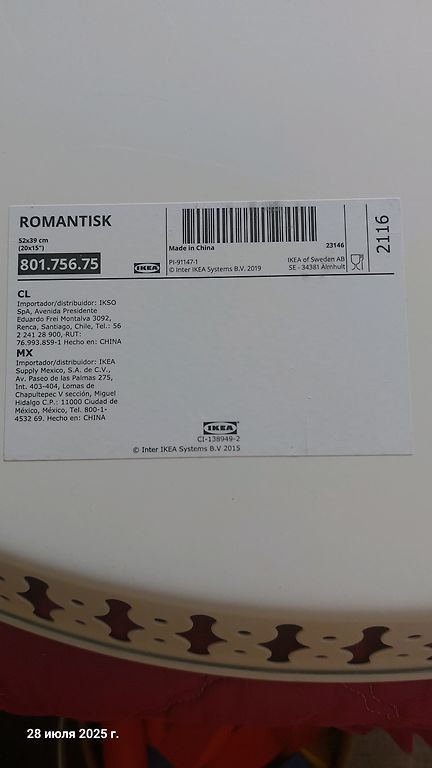 ROMANTISK
52x39 cm
(20x15")
801.756.75
IKEA
Made in China
23146
PI-91147-1
© Inter IKEA Systems B.V. 2019
IKEA of Sweden AB
SE - 34381 Älmhult
2116
CL
Importador/distribuidor: IKSO
SpA, Avenida Presidente
Eduardo Frei Montalva 3092,
Renca, Santiago, Chile, Tel.: 56
2 241 28 900,-RUT:
76.993.859-1 Hecho en: CHINA
MX
Importador/distribuidor: IKEA
Supply Mexico, S.A. de C.V.,
Av. Paseo de las Palmas 275,
Int. 403-404, Lomas de
Chapultepec V sección, Miguel
Hidalgo C.P.: 11000 Ciudad de
México, México, Tel. 800-1-
4532 69. Hecho en: CHINA
IKEA
CI-138949-2
© Inter IKEA Systems B.V 2015
28 июля 2025 г.